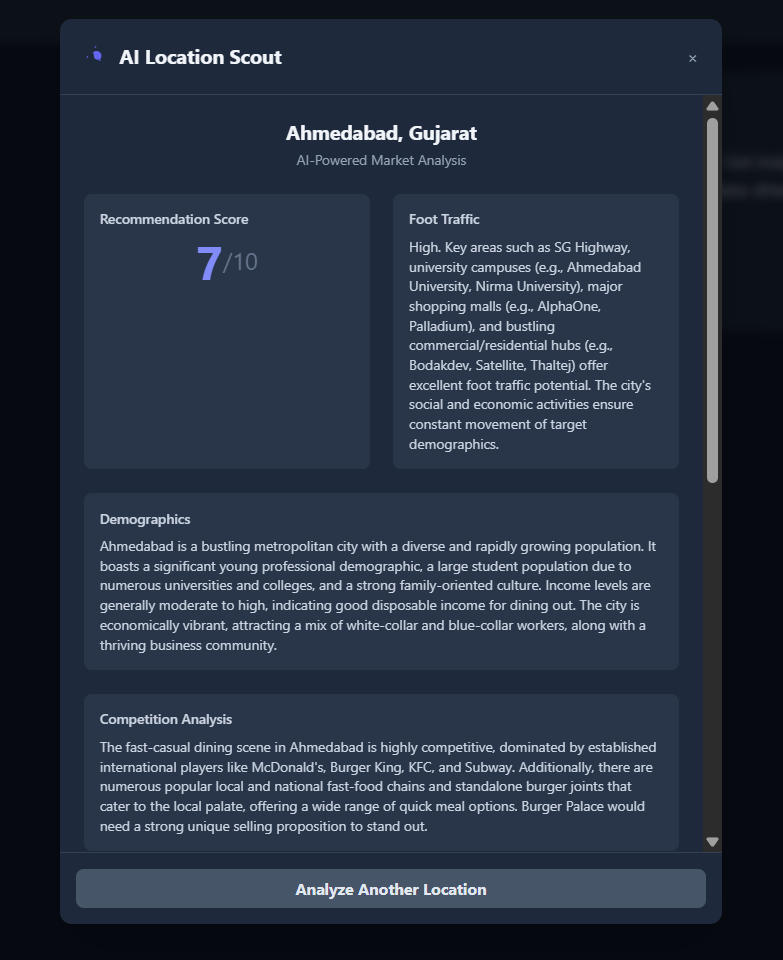 AI Location Scout
×
Ahmedabad, Gujarat
AI-Powered Market Analysis
Recommendation Score
7/10
Foot Traffic
High. Key areas such as SG Highway,
university campuses (e.g., Ahmedabad
University, Nirma University), major
shopping malls (e.g., AlphaOne,
Palladium), and bustling
commercial/residential hubs (e.g.,
Bodakdev, Satellite, Thaltej) offer
excellent foot traffic potential. The city's
social and economic activities ensure
constant movement of target
demographics.
Demographics
Ahmedabad is a bustling metropolitan city with a diverse and rapidly growing population. It
boasts a significant young professional demographic, a large student population due to
numerous universities and colleges, and a strong family-oriented culture. Income levels are
generally moderate to high, indicating good disposable income for dining out. The city is
economically vibrant, attracting a mix of white-collar and blue-collar workers, along with a
thriving business community.
Competition Analysis
The fast-casual dining scene in Ahmedabad is highly competitive, dominated by established
international players like McDonald's, Burger King, KFC, and Subway. Additionally, there are
numerous popular local and national fast-food chains and standalone burger joints that
cater to the local palate, offering a wide range of quick meal options. Burger Palace would
need a strong unique selling proposition to stand out.
Analyze Another Location